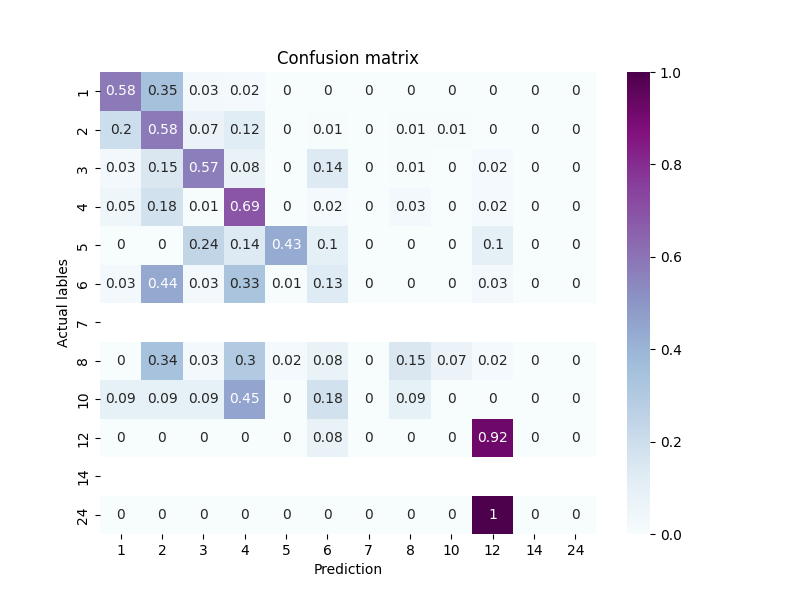 Confusion matrix
1 0.58 0.35 0.03 0.02 0 0 0 0 0 0 0 0
2 0.2 0.58 0.07 0.12 0 0.01 0 0.01 0.01 0 0 0
3 0.03 0.15 0.57 0.08 0 0.14 0 0.01 0 0.02 0 0
4 0.05 0.18 0.01 0.69 0 0.02 0 0.03 0 0.02 0 0
5 0 0 0.24 0.14 0.43 0.1 0 0 0 0.1 0 0
6 0.03 0.44 0.03 0.33 0.01 0.13 0 0 0 0.03 0 0
7
8 0 0.34 0.03 0.3 0.02 0.08 0 0.15 0.07 0.02 0 0
10 0.09 0.09 0.09 0.45 0 0.18 0 0.09 0 0 0 0
12 0 0 0 0 0 0.08 0 0 0 0.92 0 0
14
24 0 0 0 0 0 0 0 0 0 1 0 0
1 2 3 4 5 6 7 8 10 12 14 24
Prediction
Actual lables
1.0
0.8
0.6
0.4
0.2
0.0